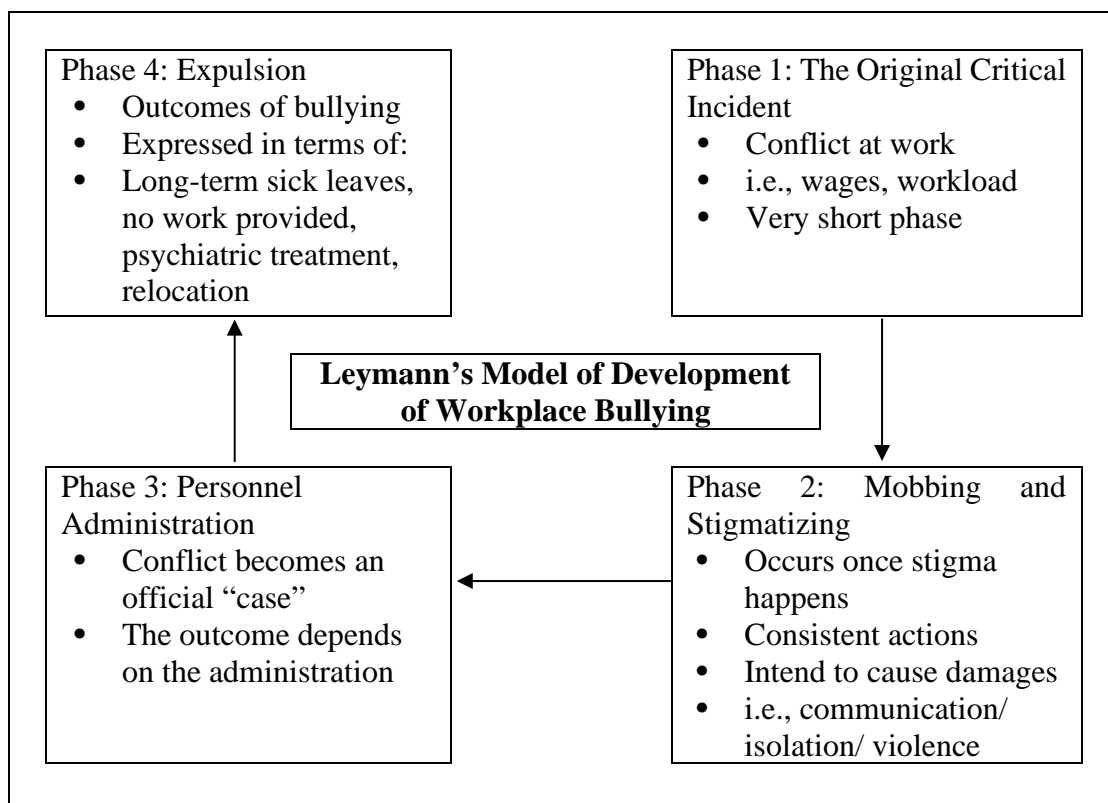 Phase 4: Expulsion
• Outcomes of bullying
• Expressed in terms of:
• Long-term sick leaves,
no work provided,
psychiatric treatment,
relocation
Phase 1: The Original Critical
Incident
• Conflict at work
• i.e., wages, workload
• Very short phase
Leymann’s Model of Development
of Workplace Bullying
Phase 3: Personnel
Administration
• Conflict becomes an
official “case”
• The outcome depends
on the administration
Phase 2: Mobbing and
Stigmatizing
• Occurs once stigma
happens
• Consistent actions
• Intend to cause damages
• i.e., communication/
isolation/ violence